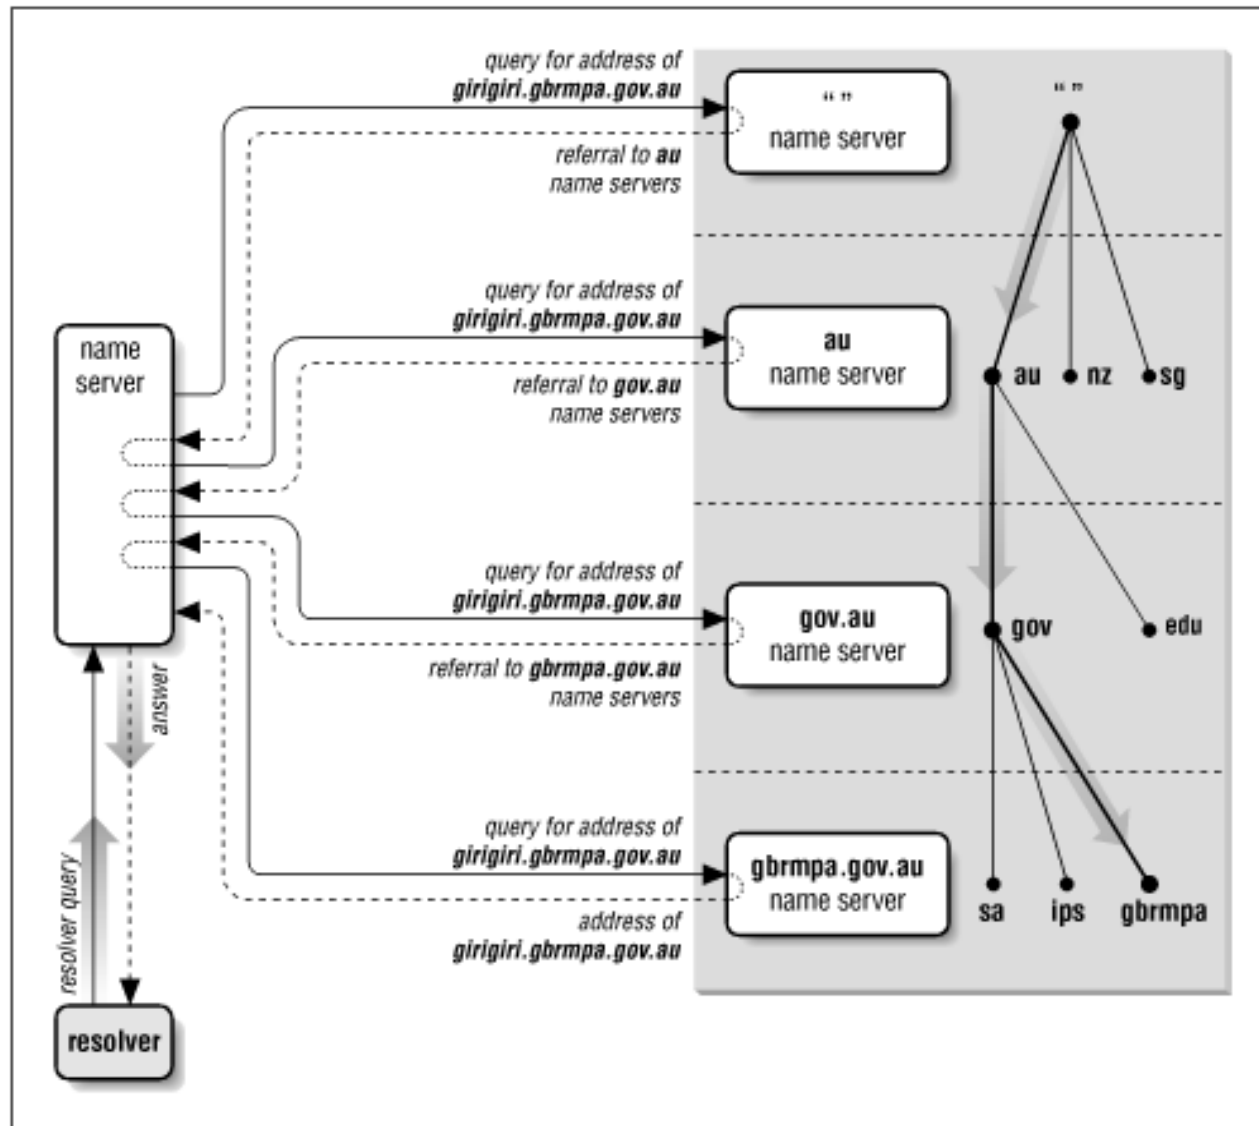 query for address of
girigiri.gbrmpa.gov.au
“ ”
name server
“ ”
referral to au
name servers
query for address of
girigiri.gbrmpa.gov.au
au
name server
au
nz
sg
name
server
referral to gov.au
name servers
query for address of
girigiri.gbrmpa.gov.au
gov.au
name server
gov
edu
referral to gbrmpa.gov.au
name servers
answer
query for address of
girigiri.gbrmpa.gov.au
gbrmpa.gov.au
name server
sa
ips
gbrmpa
address of
girigiri.gbrmpa.gov.au
resolver query
resolver